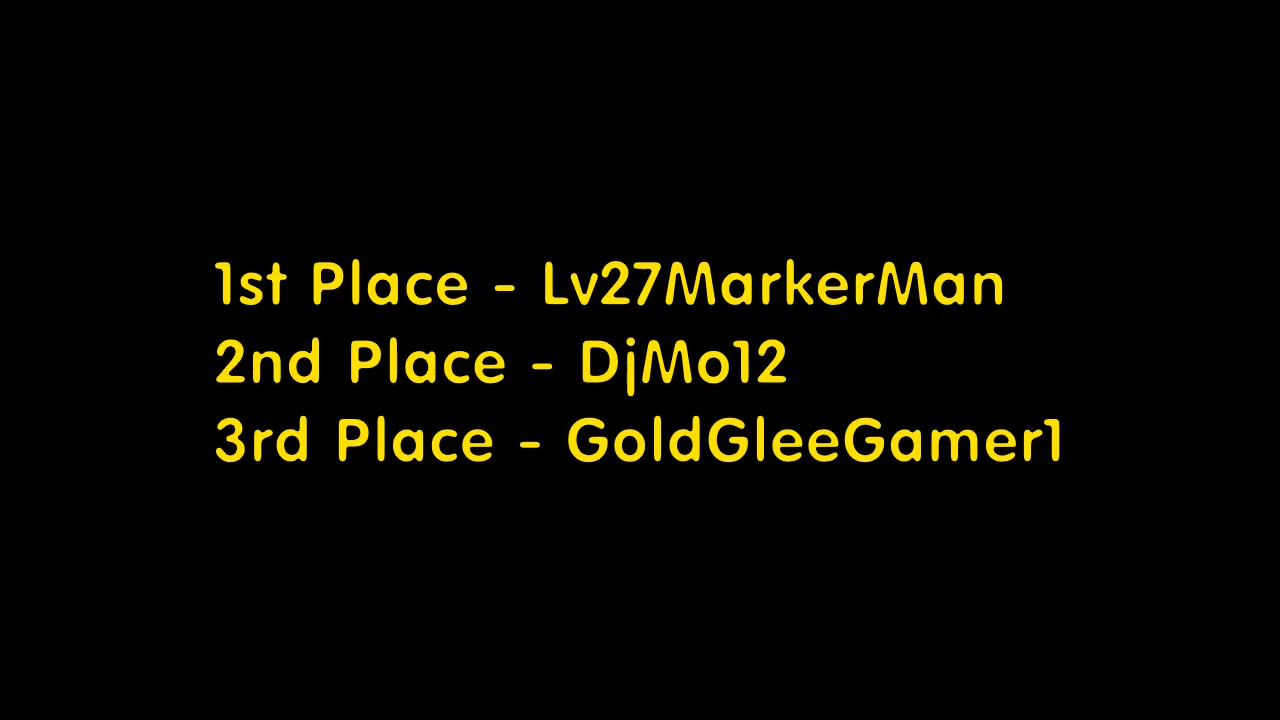 1st Place - Lv27MarkerMan
2nd Place - DjMo12
3rd Place - GoldGleeGamer1